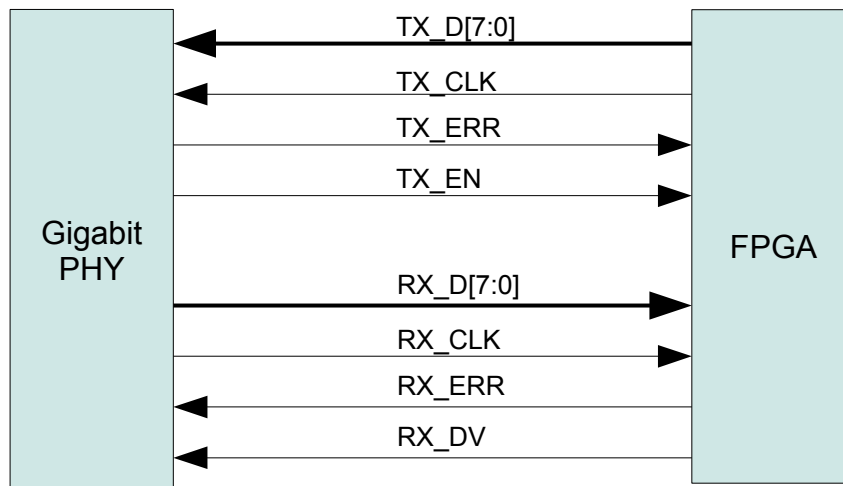 TX_D[7:0]
TX_CLK
TX_ERR
TX_EN
Gigabit
PHY
FPGA
RX_D[7:0]
RX_CLK
RX_ERR
RX_DV